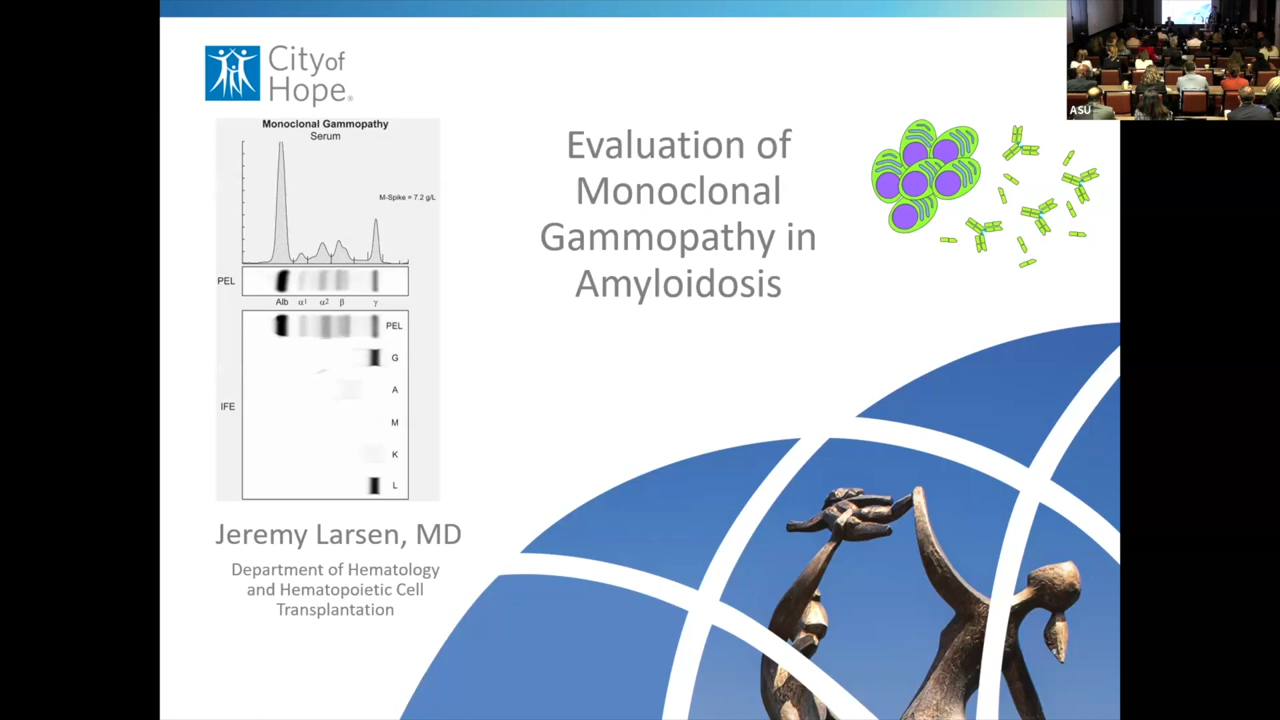 City of
Hope®
Monoclonal Gammopathy
Serum
M-Spike = 7.2 g/L
PEL
Alb α1 α2 β γ
PEL
G
A
IFE
M
K
L
Evaluation of
Monoclonal
Gammopathy in
Amyloidosis
Jeremy Larsen, MD
Department of Hematology
and Hematopoietic Cell
Transplantation
ASU